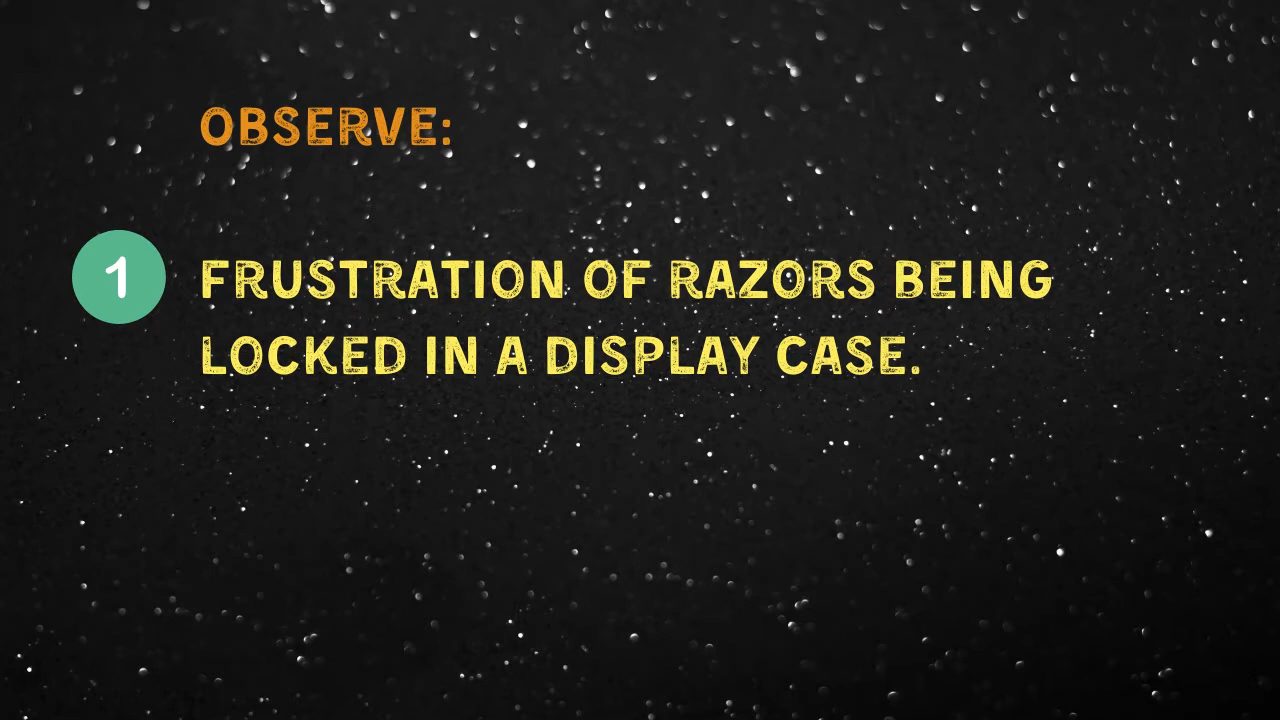 OBSERVE:
1
FRUSTRATION OF RAZORS BEING
LOCKED IN A DISPLAY CASE.